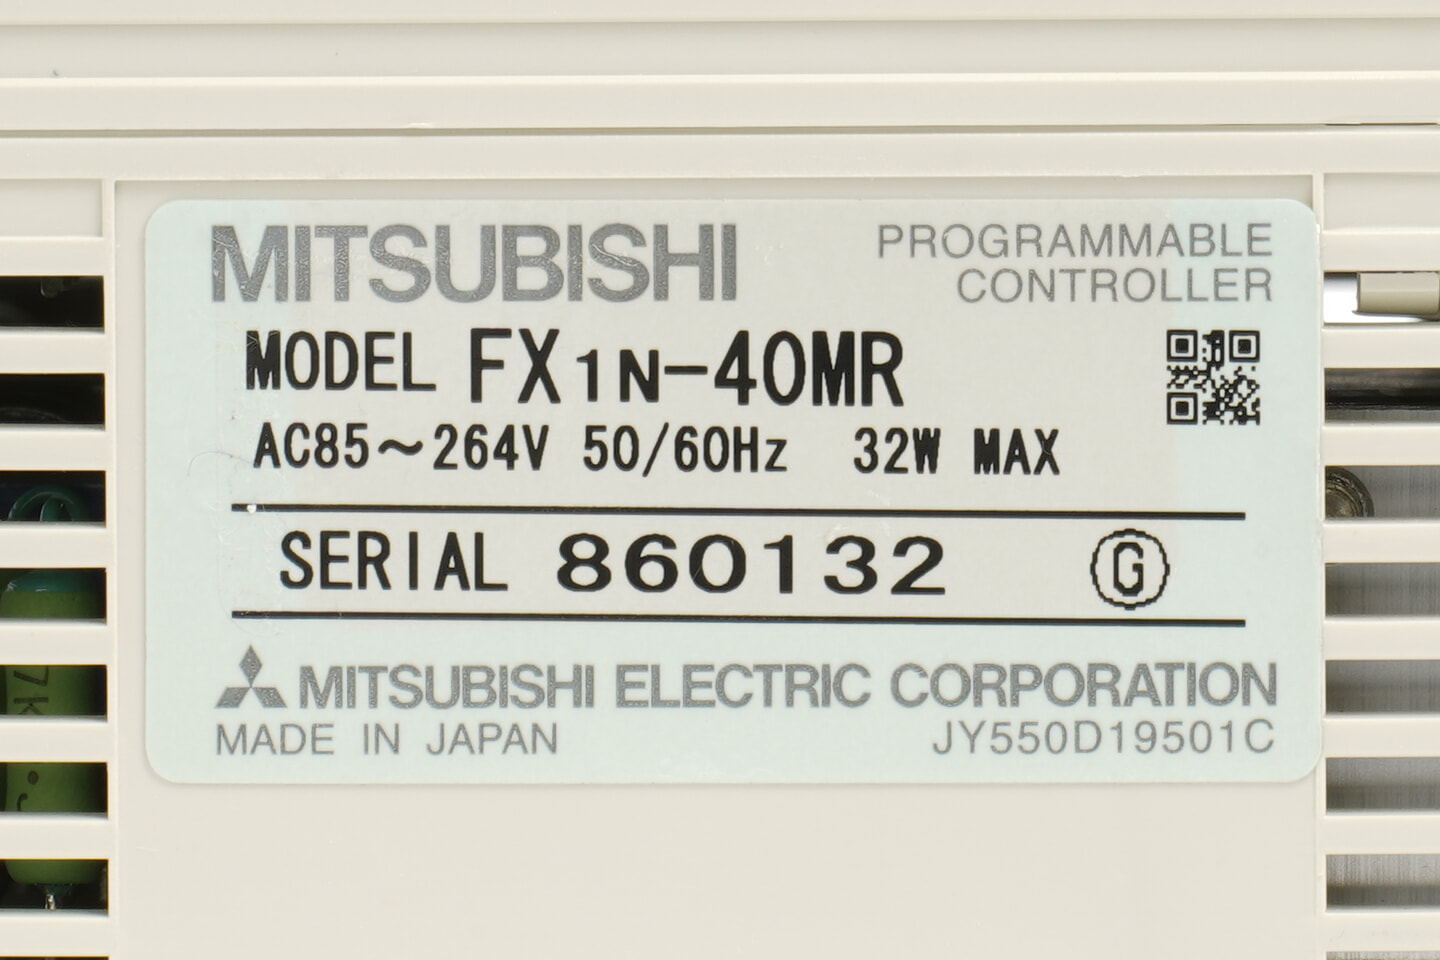 MITSUBISHI
PROGRAMMABLE
CONTROLLER
MODEL FX1N-40MR
AC85～264V 50/60Hz 32W MAX
SERIAL 860132 G
MITSUBISHI ELECTRIC CORPORATION
MADE IN JAPAN JY550D19501C
7K